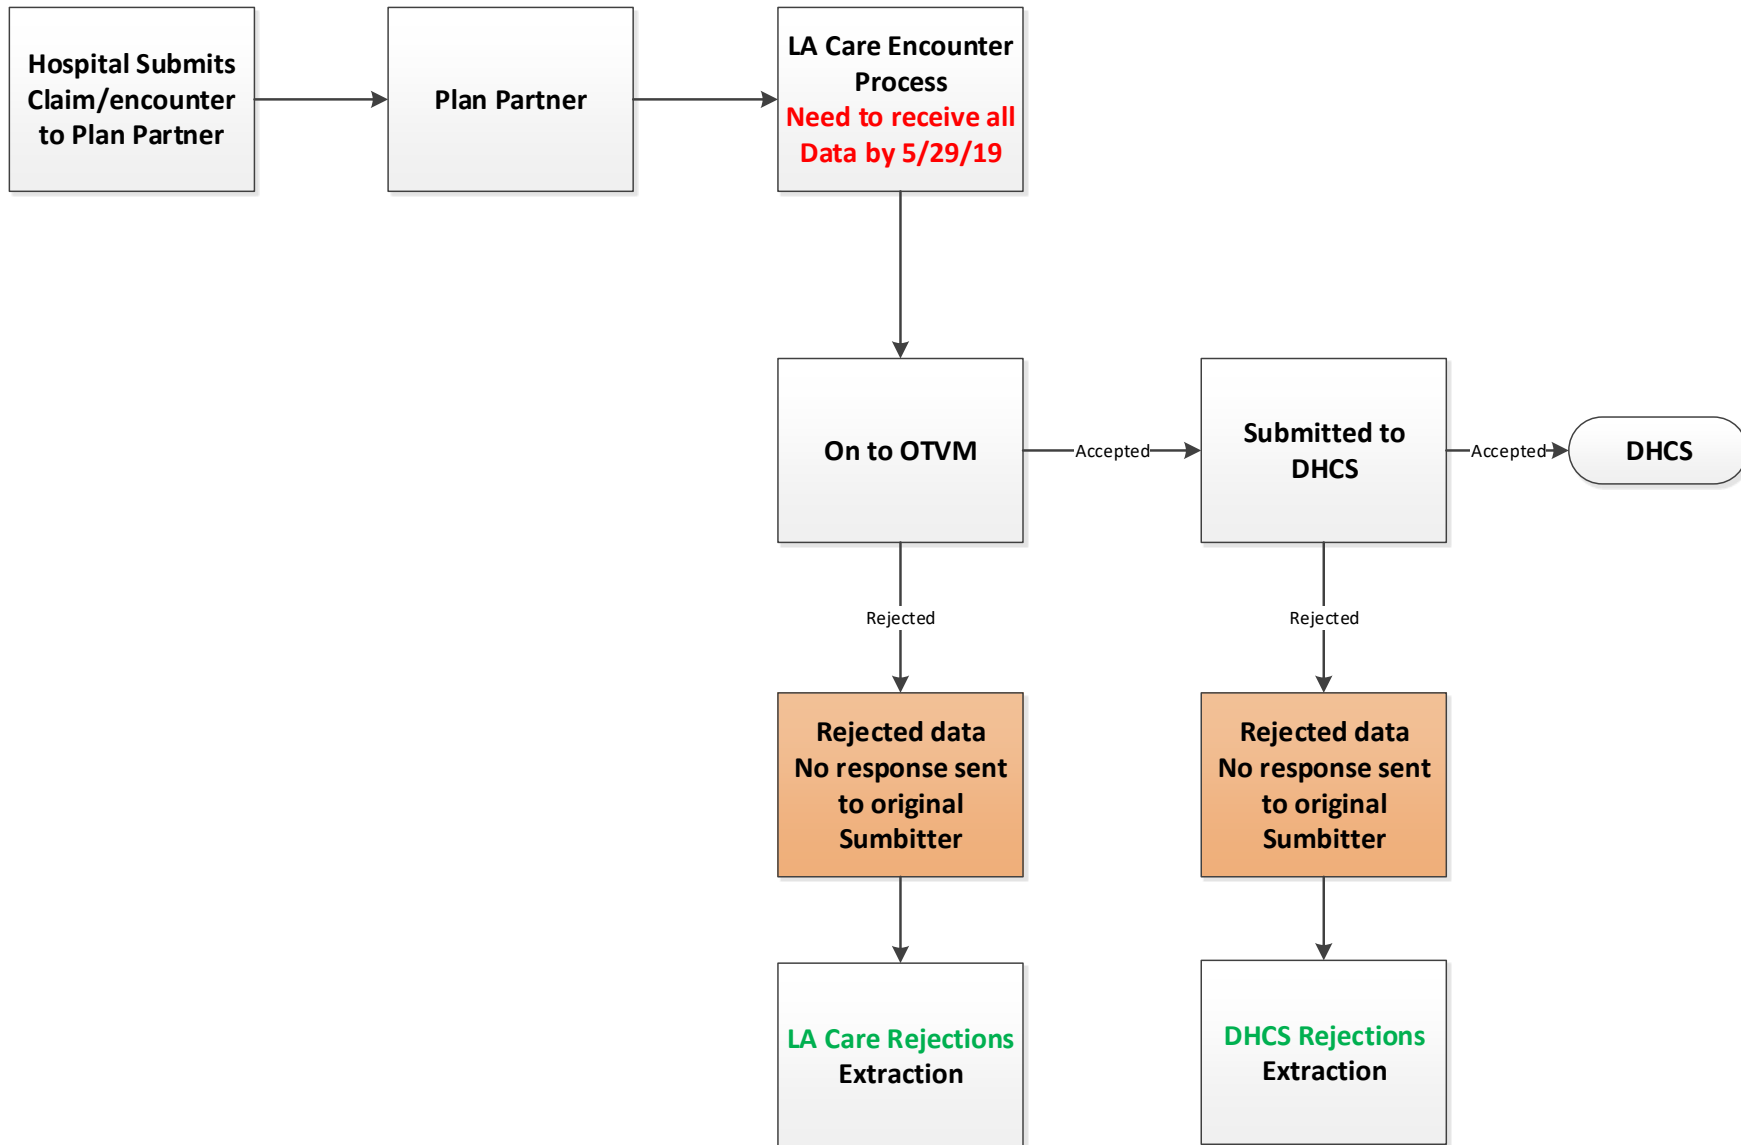 Hospital Submits
Claim/encounter
to Plan Partner
Plan Partner
LA Care Encounter
Process
Need to receive all
Data by 5/29/19
On to OTVM
Accepted
Submitted to
DHCS
Accepted
DHCS
Rejected
Rejected
Rejected data
No response sent
to original
Sumbitter
Rejected data
No response sent
to original
Sumbitter
LA Care Rejections
Extraction
DHCS Rejections
Extraction